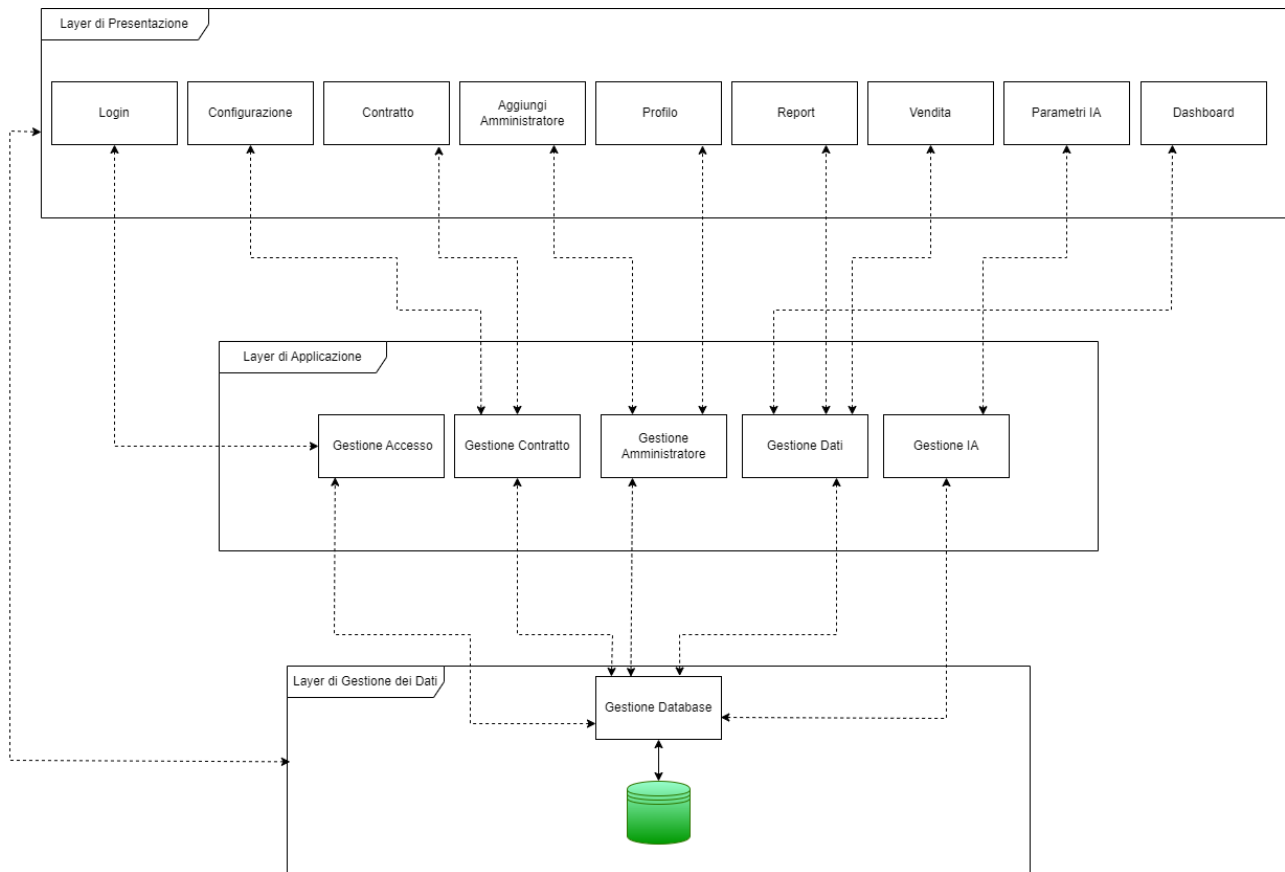 Layer di Presentazione
Login
Configurazione
Contratto
Aggiungi
Amministratore
Profilo
Report
Vendita
Parametri IA
Dashboard
Layer di Applicazione
Gestione Accesso
Gestione Contratto
Gestione
Amministratore
Gestione Dati
Gestione IA
Layer di Gestione dei Dati
Gestione Database